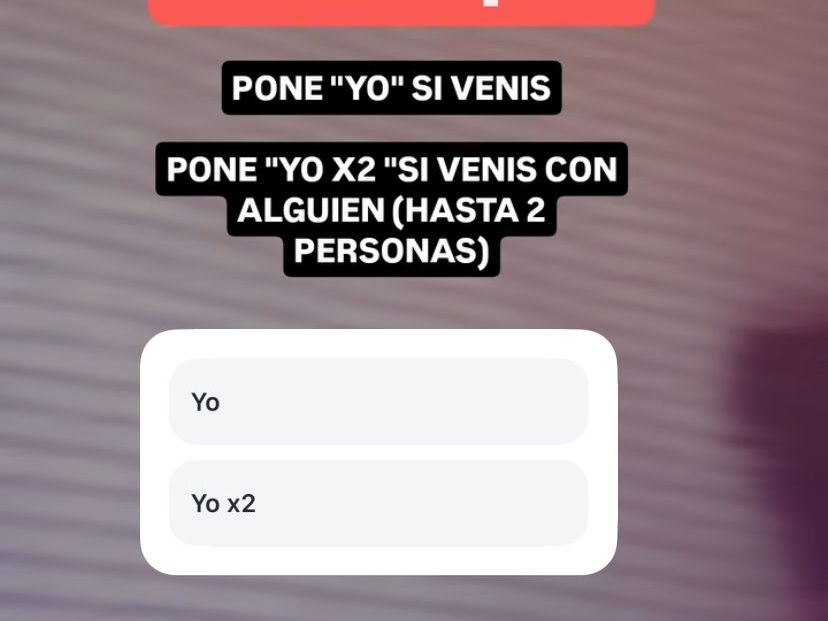 PONE "YO" SI VENIS
PONE "YO X2 "SI VENIS CON
ALGUIEN (HASTA 2
PERSONAS)
Yo
Yo x2